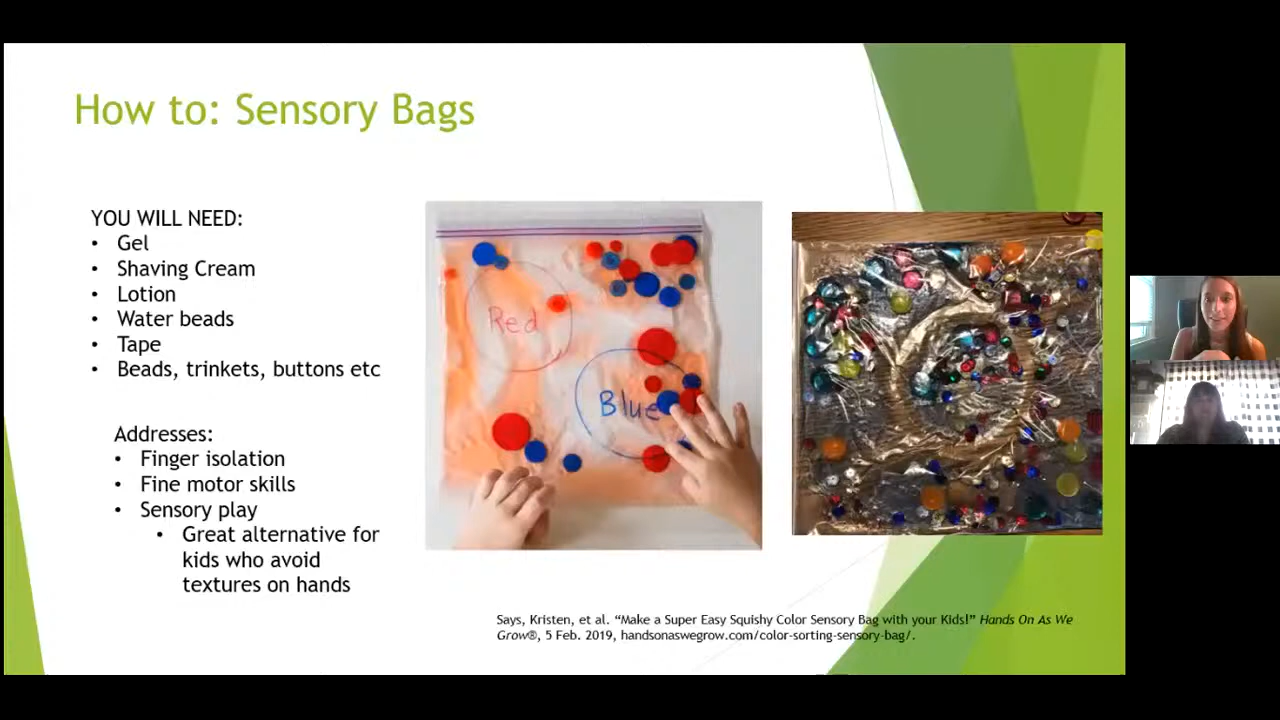 How to: Sensory Bags
YOU WILL NEED:
• Gel
• Shaving Cream
• Lotion
• Water beads
• Tape
• Beads, trinkets, buttons etc
Addresses:
• Finger isolation
• Fine motor skills
• Sensory play
• Great alternative for
kids who avoid
textures on hands
Red
Blue
Says, Kristen, et al. “Make a Super Easy Squishy Color Sensory Bag with your Kids!” Hands On As We
Grow®, 5 Feb. 2019, handsonaswegrow.com/color-sorting-sensory-bag/.